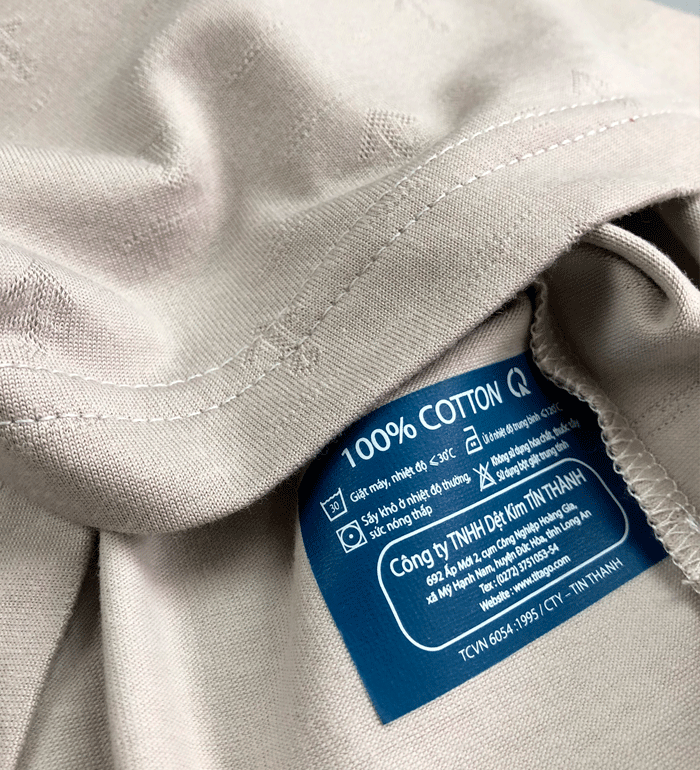 100% COTTON
Giặt máy, nhiệt độ ⩽30°C
Ủi ở nhiệt độ trung bình ⩽120°C
30
Sấy khô ở nhiệt độ thường,
sức nóng thấp
Không sử dụng hóa chất, thuốc tẩy
Sử dụng bột giặt trung tính
Công ty TNHH Dệt Kim TÍN THÀNH
692 Ấp Mới 2, cụm Công Nghiệp Hoàng Gia,
xã Mỹ Hạnh Nam, huyện Đức Hòa, tỉnh Long An
Tex : (0272) 3751053-54
Website : www.titago.com
TCVN 6054 :1995 / CTY – TIN THANH